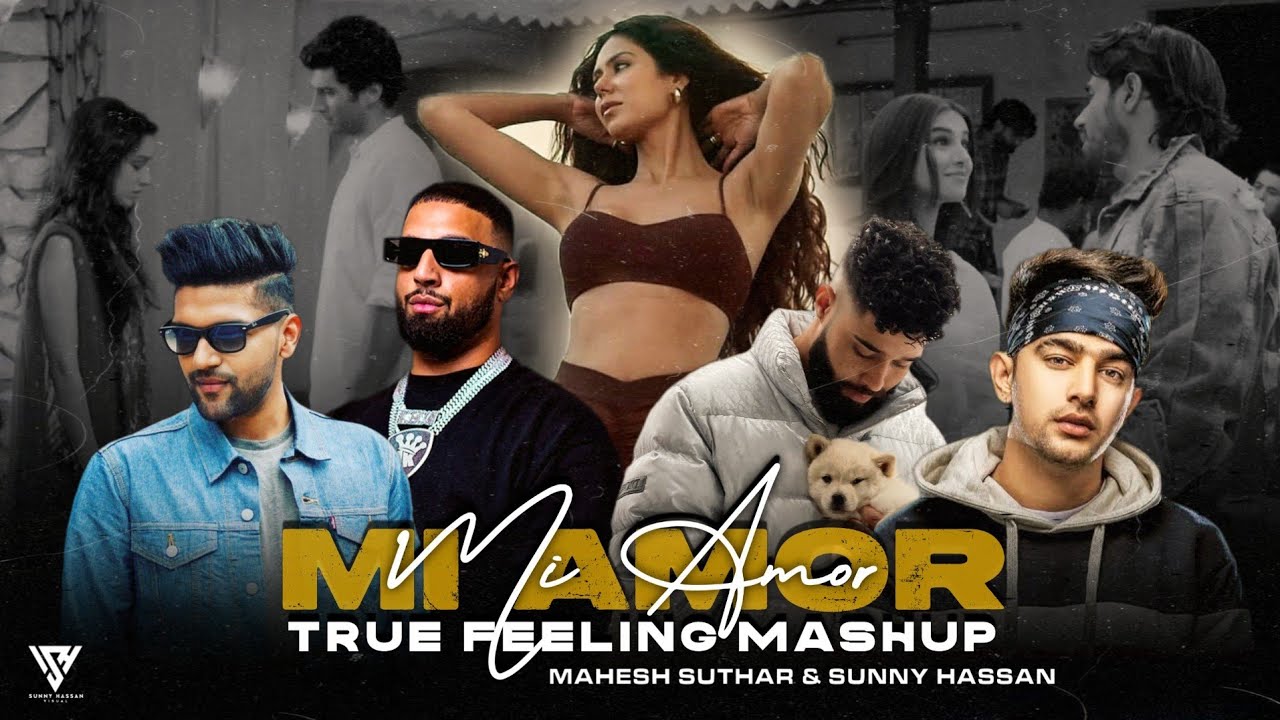 MI AMOR
Mi Amor
TRUE FEELING MASHUP
MAHESH SUTHAR & SUNNY HASSAN
SUNNY HASSAN
VISUAL